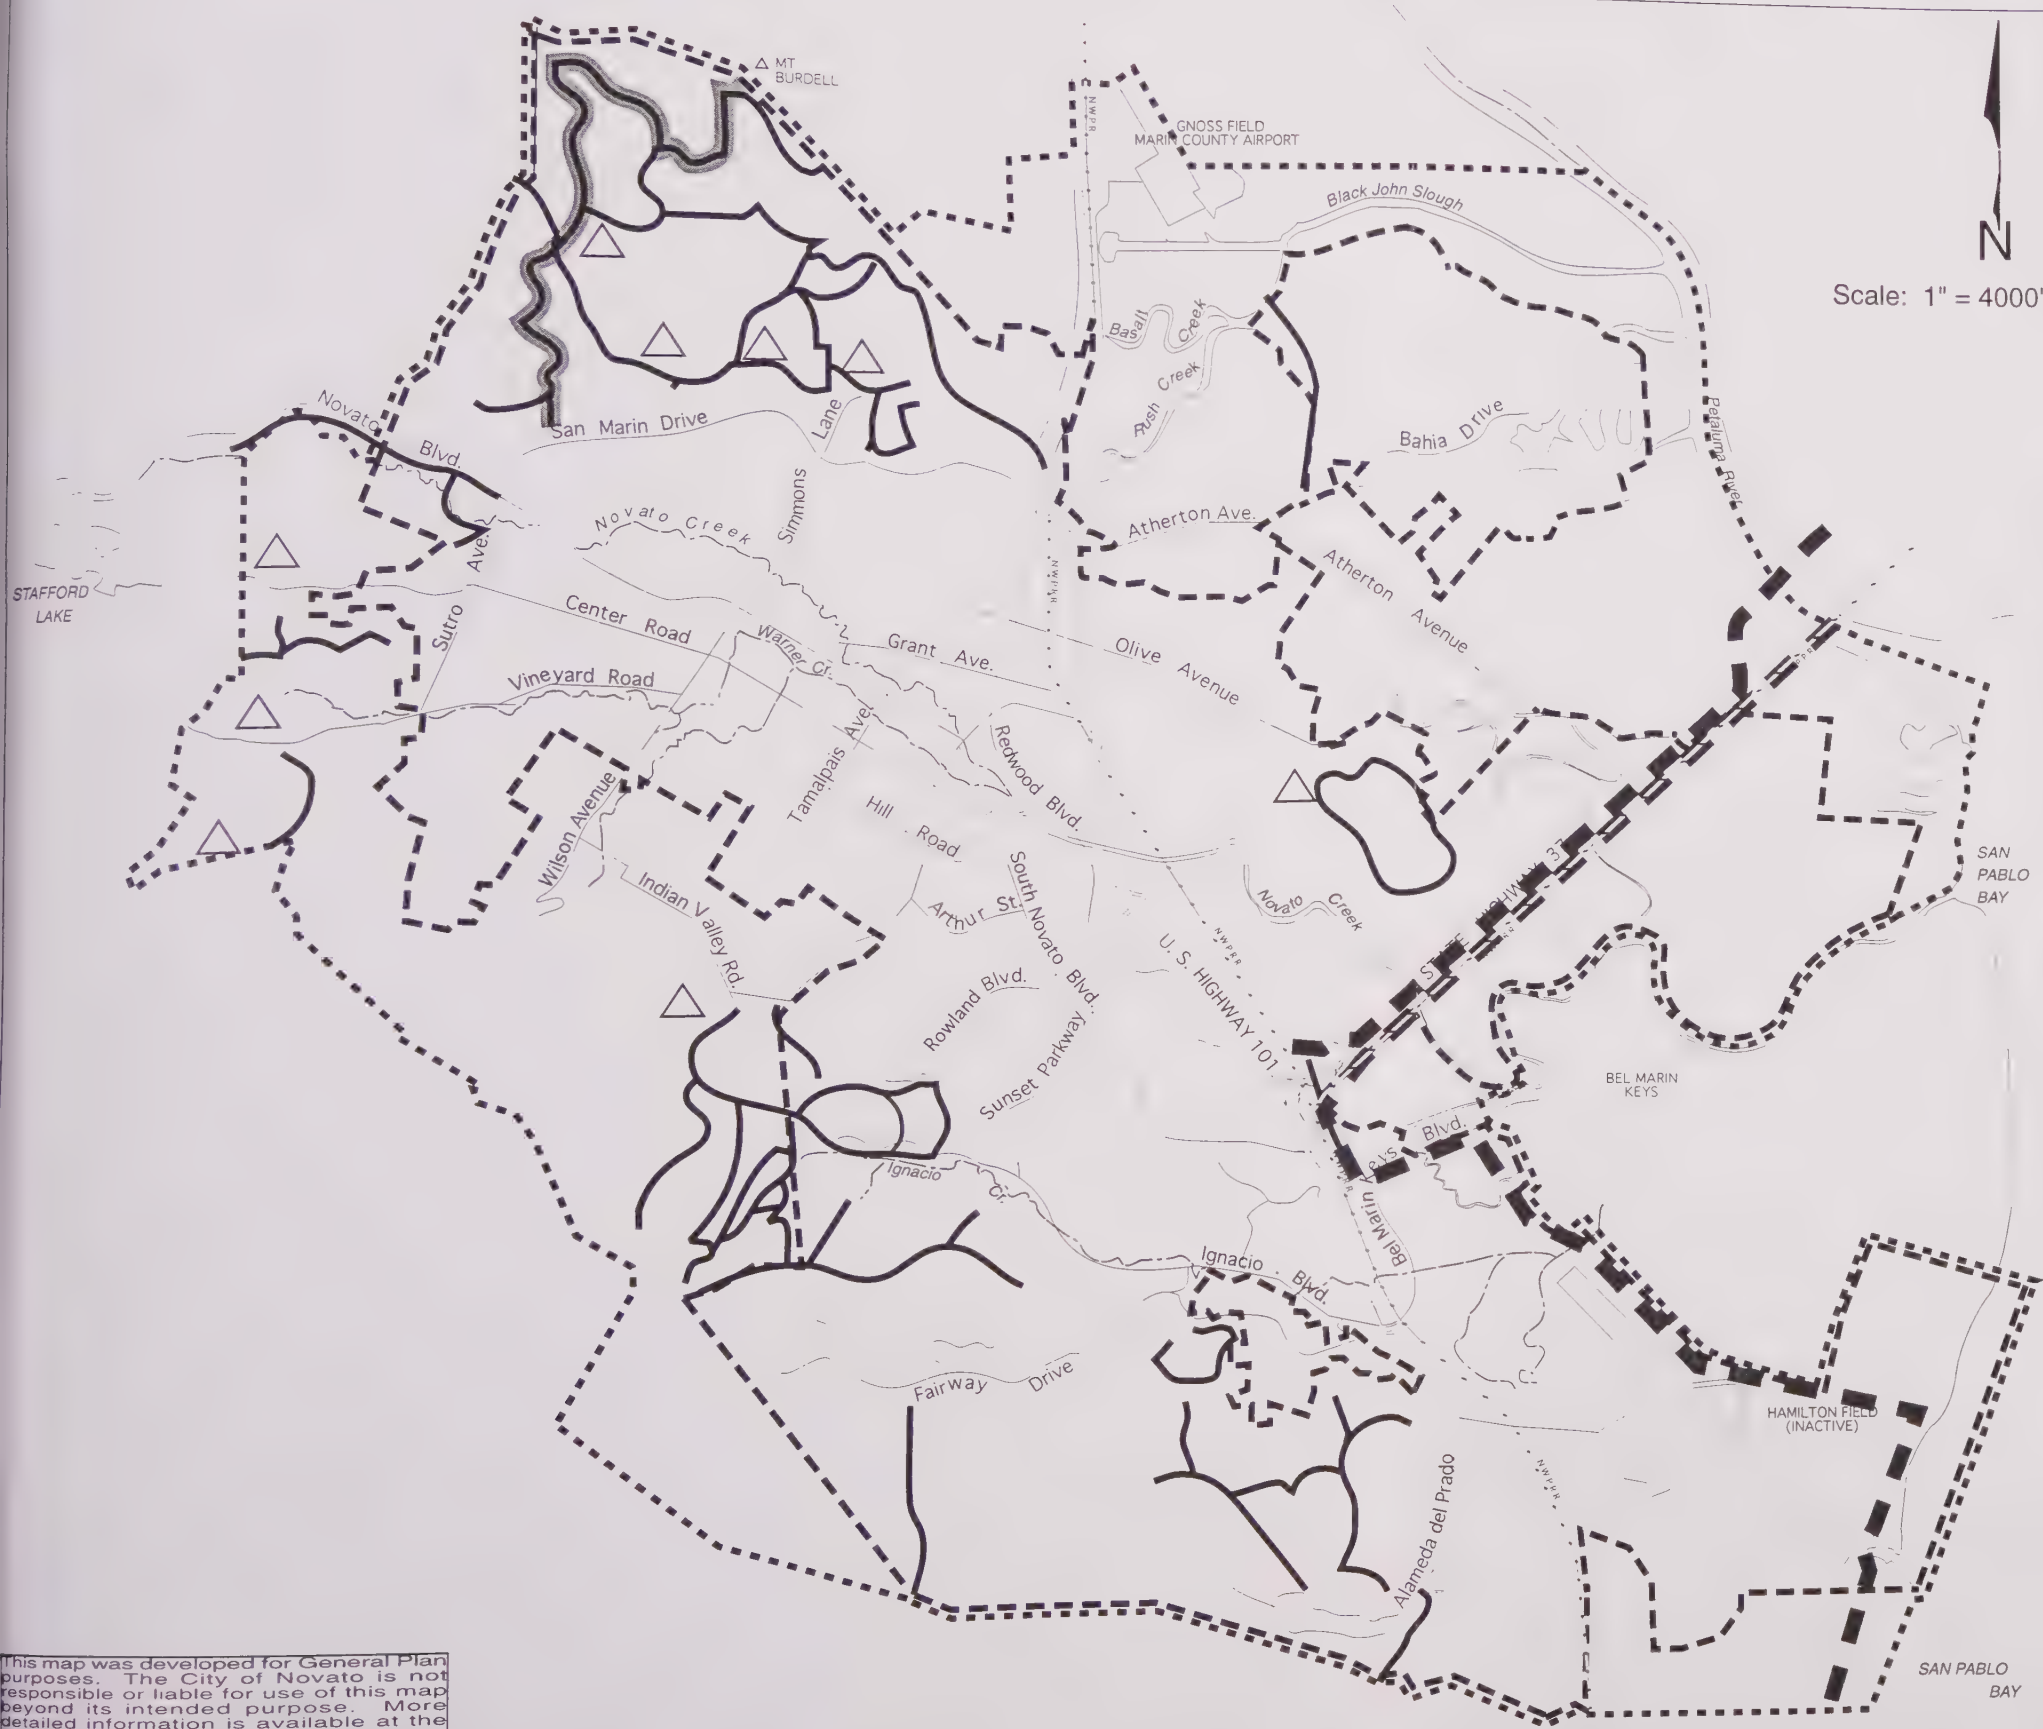 MT
BURDELL
NWPR
GNOSS FIELD
MARIN COUNTY AIRPORT
Black John Slough
N
Scale: 1" = 4000'
Basalt
Creek
Rush Creek
Petaluma River
Novato
Blvd.
San Marin Drive
Lane
Simmons
Bahia Drive
Novato Creek
Atherton Ave.
Atherton
Avenue
Ave.
Sutro
STAFFORD
LAKE
NWPRR
Center Road
Warner Cr.
Grant Ave.
Olive Avenue
Vineyard Road
Tamalpais Ave.
Redwood Blvd.
Hill Road
Wilson Avenue
STATE HIGHWAY 37
SAN
PABLO
BAY
Indian Valley Rd.
Arthur St.
South Novato Blvd.
Novato Creek
NWPRR
U. S. HIGHWAY 101
Rowland Blvd.
Sunset Parkway
BEL MARIN
KEYS
Bel Marin Keys Blvd.
NWPRR
Ignacio Cr.
Ignacio Blvd.
Fairway Drive
HAMILTON FIELD
(INACTIVE)
Alameda del Prado
NWPRR
SAN PABLO
BAY
This map was developed for General Plan
purposes. The City of Novato is not
responsible or liable for use of this map
beyond its intended purpose. More
detailed information is available at the